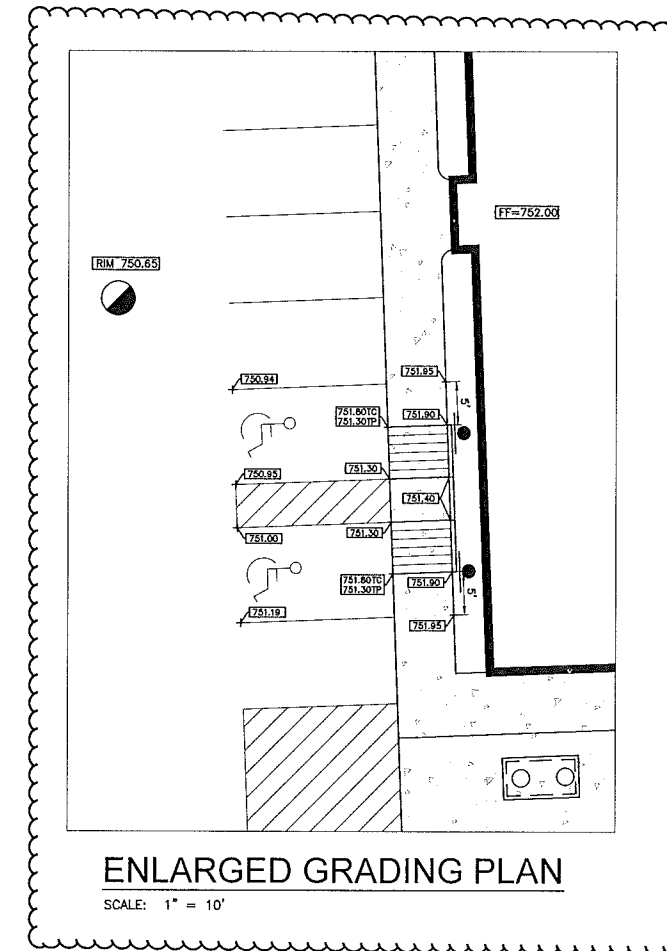 FF=752.00
RIM 750.65
751.95
750.94
751.80TC
751.30TP
751.90
5'
751.30
750.95
751.40
751.00
751.30
751.80TC
751.30TP
751.90
5'
751.19
751.95
ENLARGED GRADING PLAN
SCALE: 1" = 10'